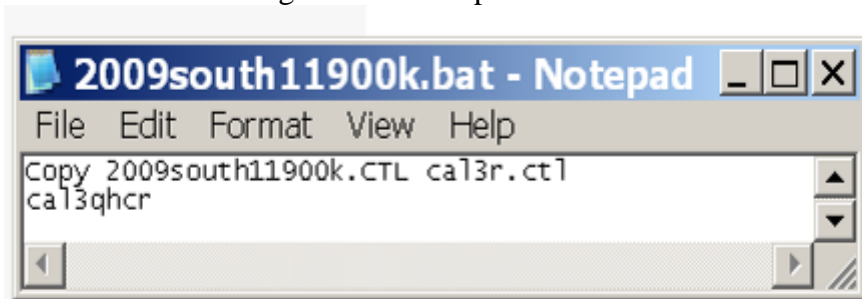 2009south11900k.bat - Notepad
File Edit Format View Help
Copy 2009south11900k.CTL cal3r.ctl
cal3qhcr